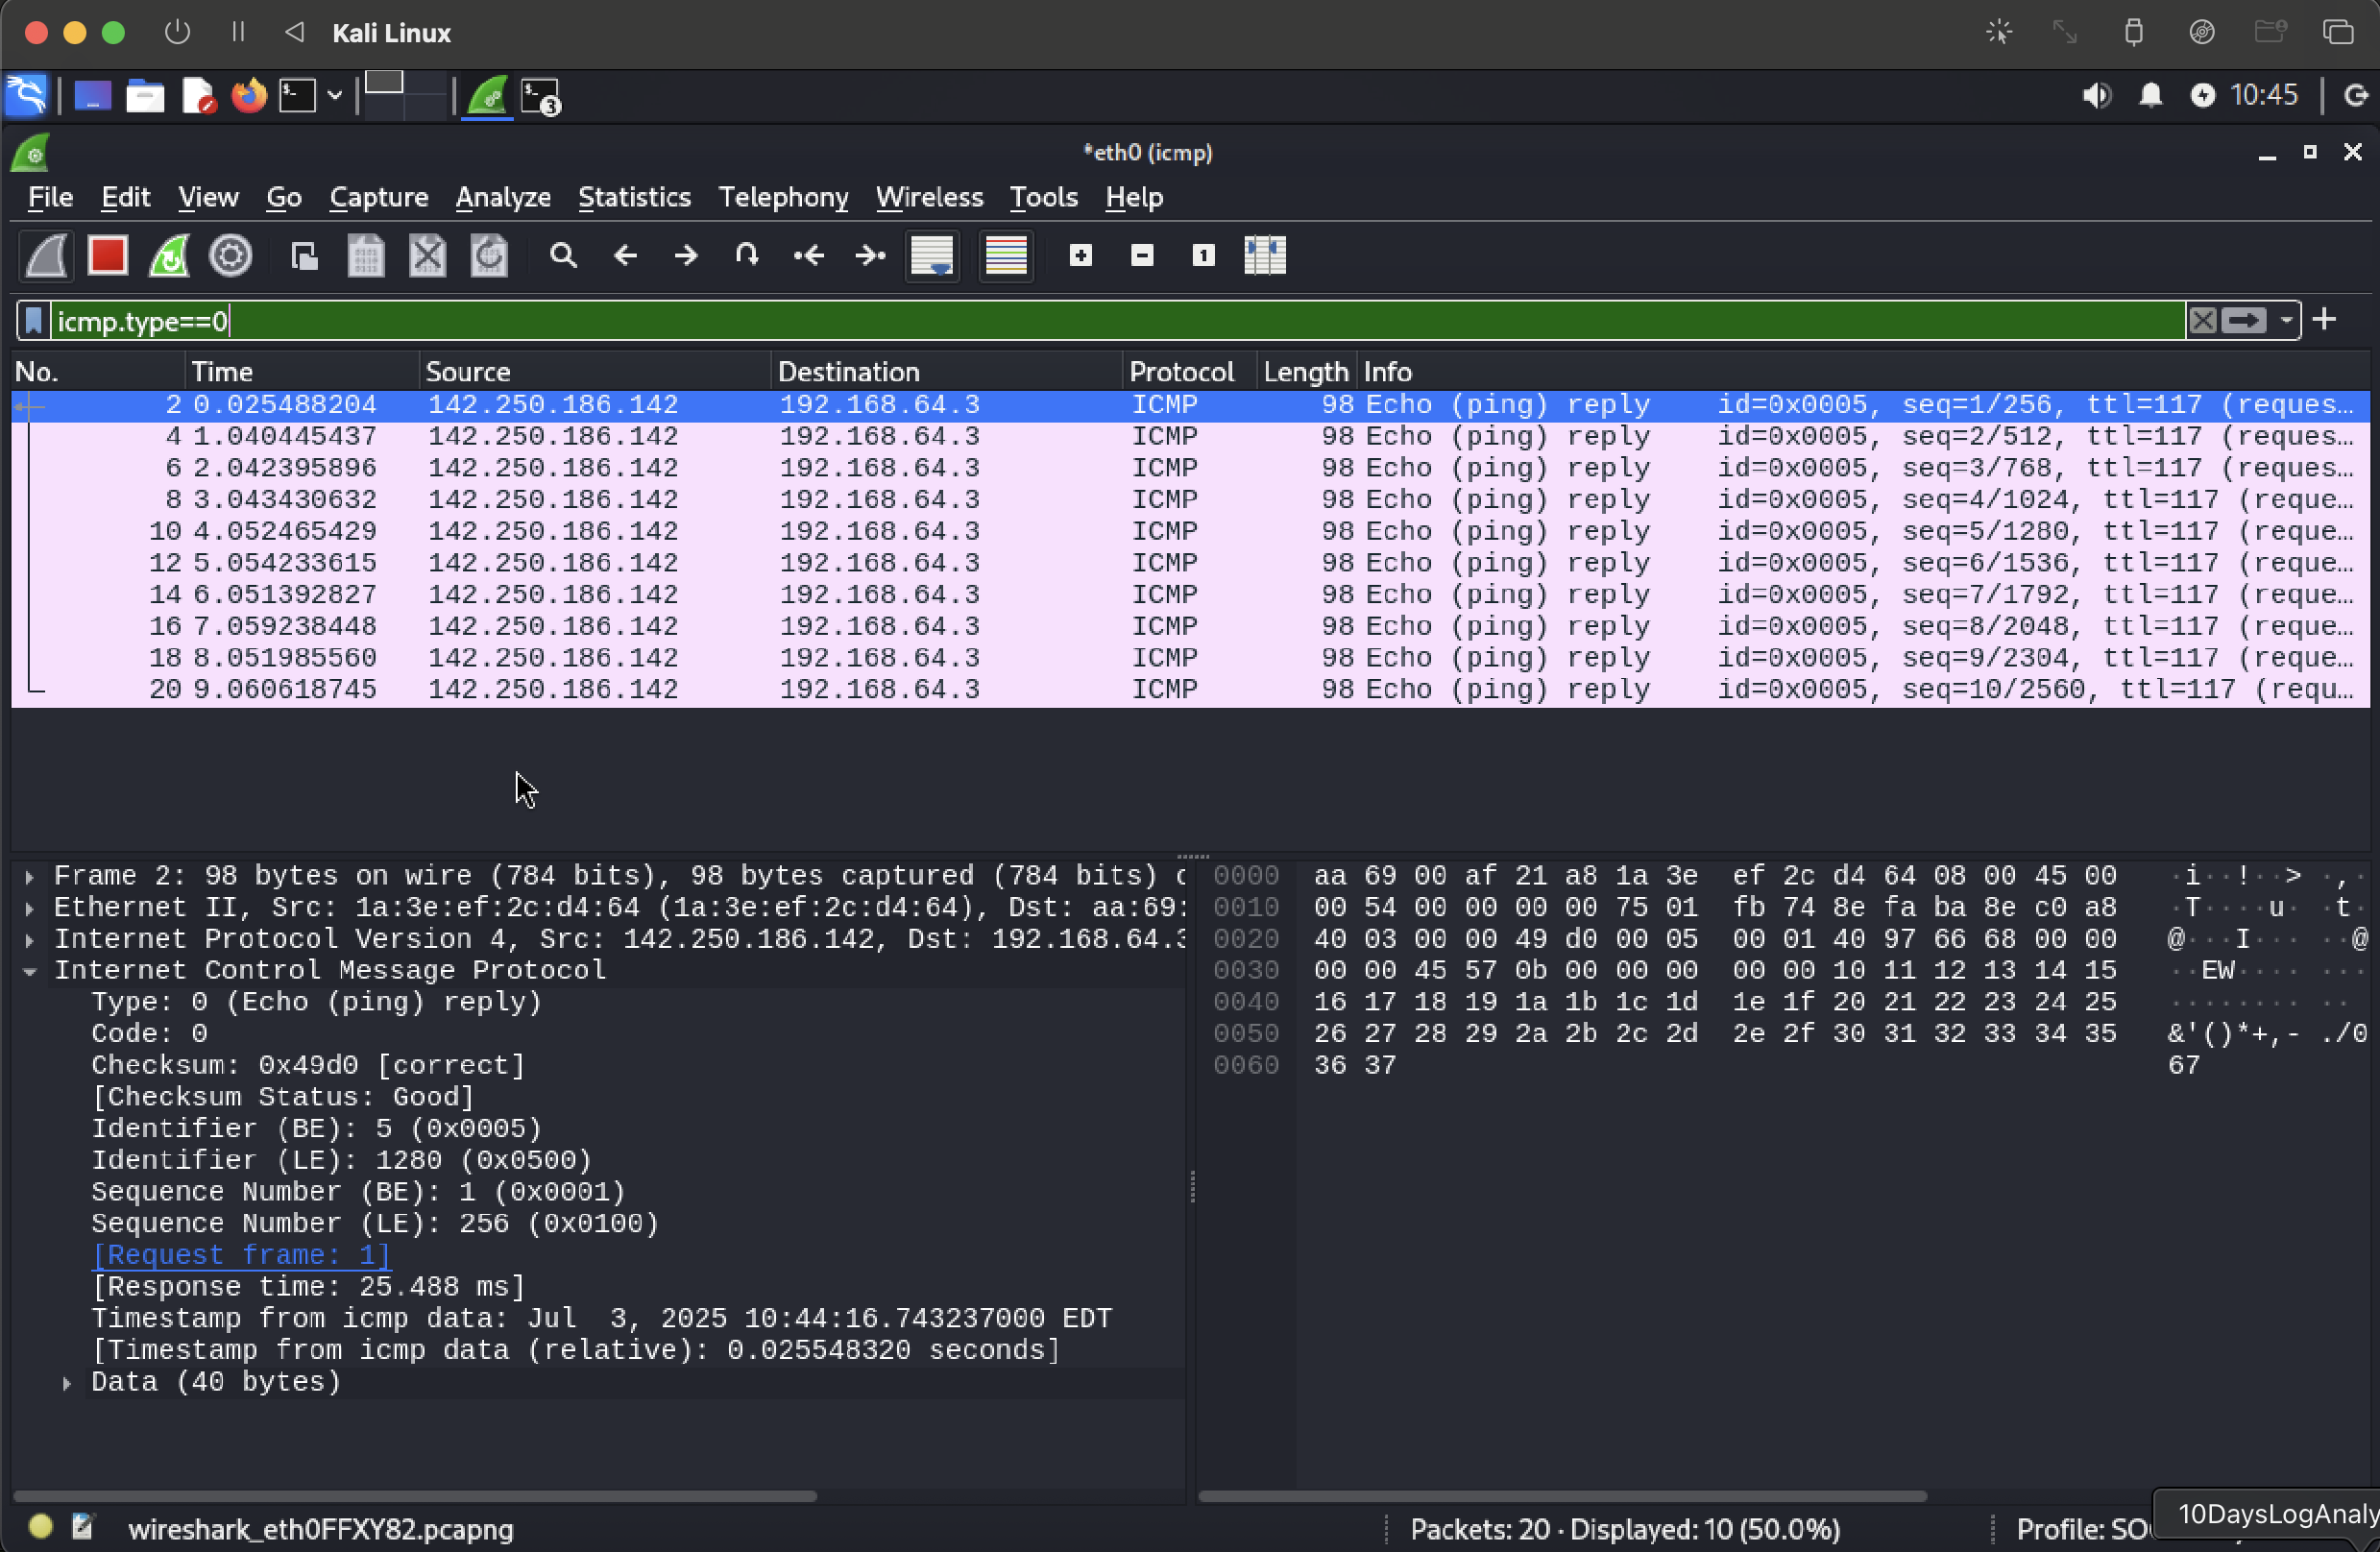 Kali Linux
3
10:45
*eth0 (icmp)
File Edit View Go Capture Analyze Statistics Telephony Wireless Tools Help
icmp.type==0
No. Time Source Destination Protocol Length Info
2 0.025488204 142.250.186.142 192.168.64.3 ICMP 98 Echo (ping) reply id=0x0005, seq=1/256, ttl=117 (reques…
4 1.040445437 142.250.186.142 192.168.64.3 ICMP 98 Echo (ping) reply id=0x0005, seq=2/512, ttl=117 (reques…
6 2.042395896 142.250.186.142 192.168.64.3 ICMP 98 Echo (ping) reply id=0x0005, seq=3/768, ttl=117 (reques…
8 3.043430632 142.250.186.142 192.168.64.3 ICMP 98 Echo (ping) reply id=0x0005, seq=4/1024, ttl=117 (reque…
10 4.052465429 142.250.186.142 192.168.64.3 ICMP 98 Echo (ping) reply id=0x0005, seq=5/1280, ttl=117 (reque…
12 5.054233615 142.250.186.142 192.168.64.3 ICMP 98 Echo (ping) reply id=0x0005, seq=6/1536, ttl=117 (reque…
14 6.051392827 142.250.186.142 192.168.64.3 ICMP 98 Echo (ping) reply id=0x0005, seq=7/1792, ttl=117 (reque…
16 7.059238448 142.250.186.142 192.168.64.3 ICMP 98 Echo (ping) reply id=0x0005, seq=8/2048, ttl=117 (reque…
18 8.051985560 142.250.186.142 192.168.64.3 ICMP 98 Echo (ping) reply id=0x0005, seq=9/2304, ttl=117 (reque…
20 9.060618745 142.250.186.142 192.168.64.3 ICMP 98 Echo (ping) reply id=0x0005, seq=10/2560, ttl=117 (requ…
Frame 2: 98 bytes on wire (784 bits), 98 bytes captured (784 bits)
Ethernet II, Src: 1a:3e:ef:2c:d4:64 (1a:3e:ef:2c:d4:64), Dst: aa:69:
Internet Protocol Version 4, Src: 142.250.186.142, Dst: 192.168.64.3
Internet Control Message Protocol
Type: 0 (Echo (ping) reply)
Code: 0
Checksum: 0x49d0 [correct]
[Checksum Status: Good]
Identifier (BE): 5 (0x0005)
Identifier (LE): 1280 (0x0500)
Sequence Number (BE): 1 (0x0001)
Sequence Number (LE): 256 (0x0100)
[Request frame: 1]
[Response time: 25.488 ms]
Timestamp from icmp data: Jul  3, 2025 10:44:16.743237000 EDT
[Timestamp from icmp data (relative): 0.025548320 seconds]
Data (40 bytes)
0000 aa 69 00 af 21 a8 1a 3e ef 2c d4 64 08 00 45 00 ·i··!··> ·,·
0010 00 54 00 00 00 00 75 01 fb 74 8e fa ba 8e c0 a8 ·T····u· ·t·
0020 40 03 00 00 49 d0 00 05 00 01 40 97 66 68 00 00 @···I··· ··@
0030 00 00 45 57 0b 00 00 00 00 00 10 11 12 13 14 15 ··EW···· ···
0040 16 17 18 19 1a 1b 1c 1d 1e 1f 20 21 22 23 24 25 ········ ··
0050 26 27 28 29 2a 2b 2c 2d 2e 2f 30 31 32 33 34 35 &'()*+,- ./0
0060 36 37 67
wireshark_eth0FFXY82.pcapng
Packets: 20 · Displayed: 10 (50.0%)
Profile: SO
10DaysLogAnaly